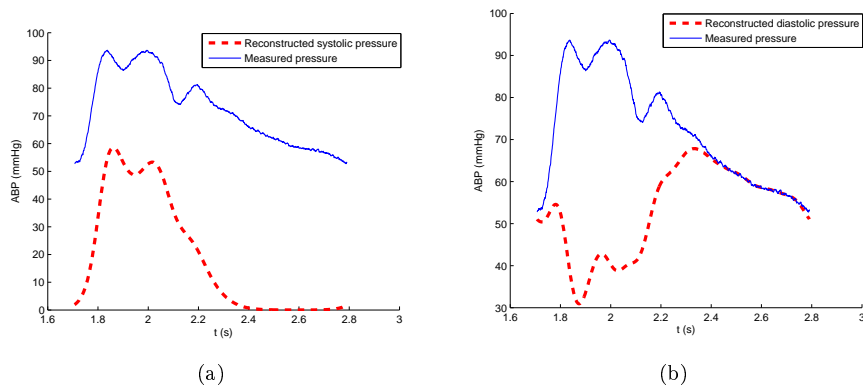 100
90
80
70
60
50
40
30
20
10
0
ABP (mmHg)
Reconstructed systolic pressure
Measured pressure
1.6 1.8 2 2.2 2.4 2.6 2.8 3
t (s)
(a)
100
90
80
70
60
50
40
30
ABP (mmHg)
Reconstructed diastolic pressure
Measured pressure
1.6 1.8 2 2.2 2.4 2.6 2.8 3
t (s)
(b)